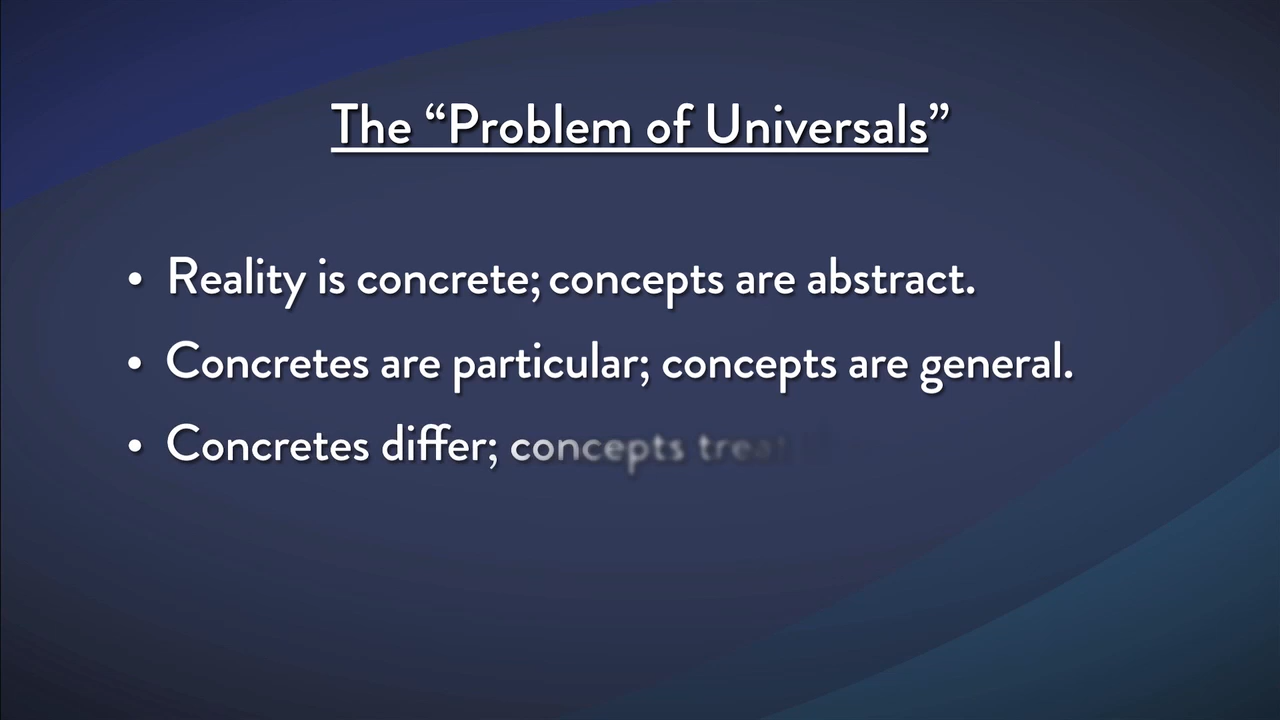 The “Problem of Universals”
• Reality is concrete; concepts are abstract.
• Concretes are particular; concepts are general.
• Concretes differ; concepts treat